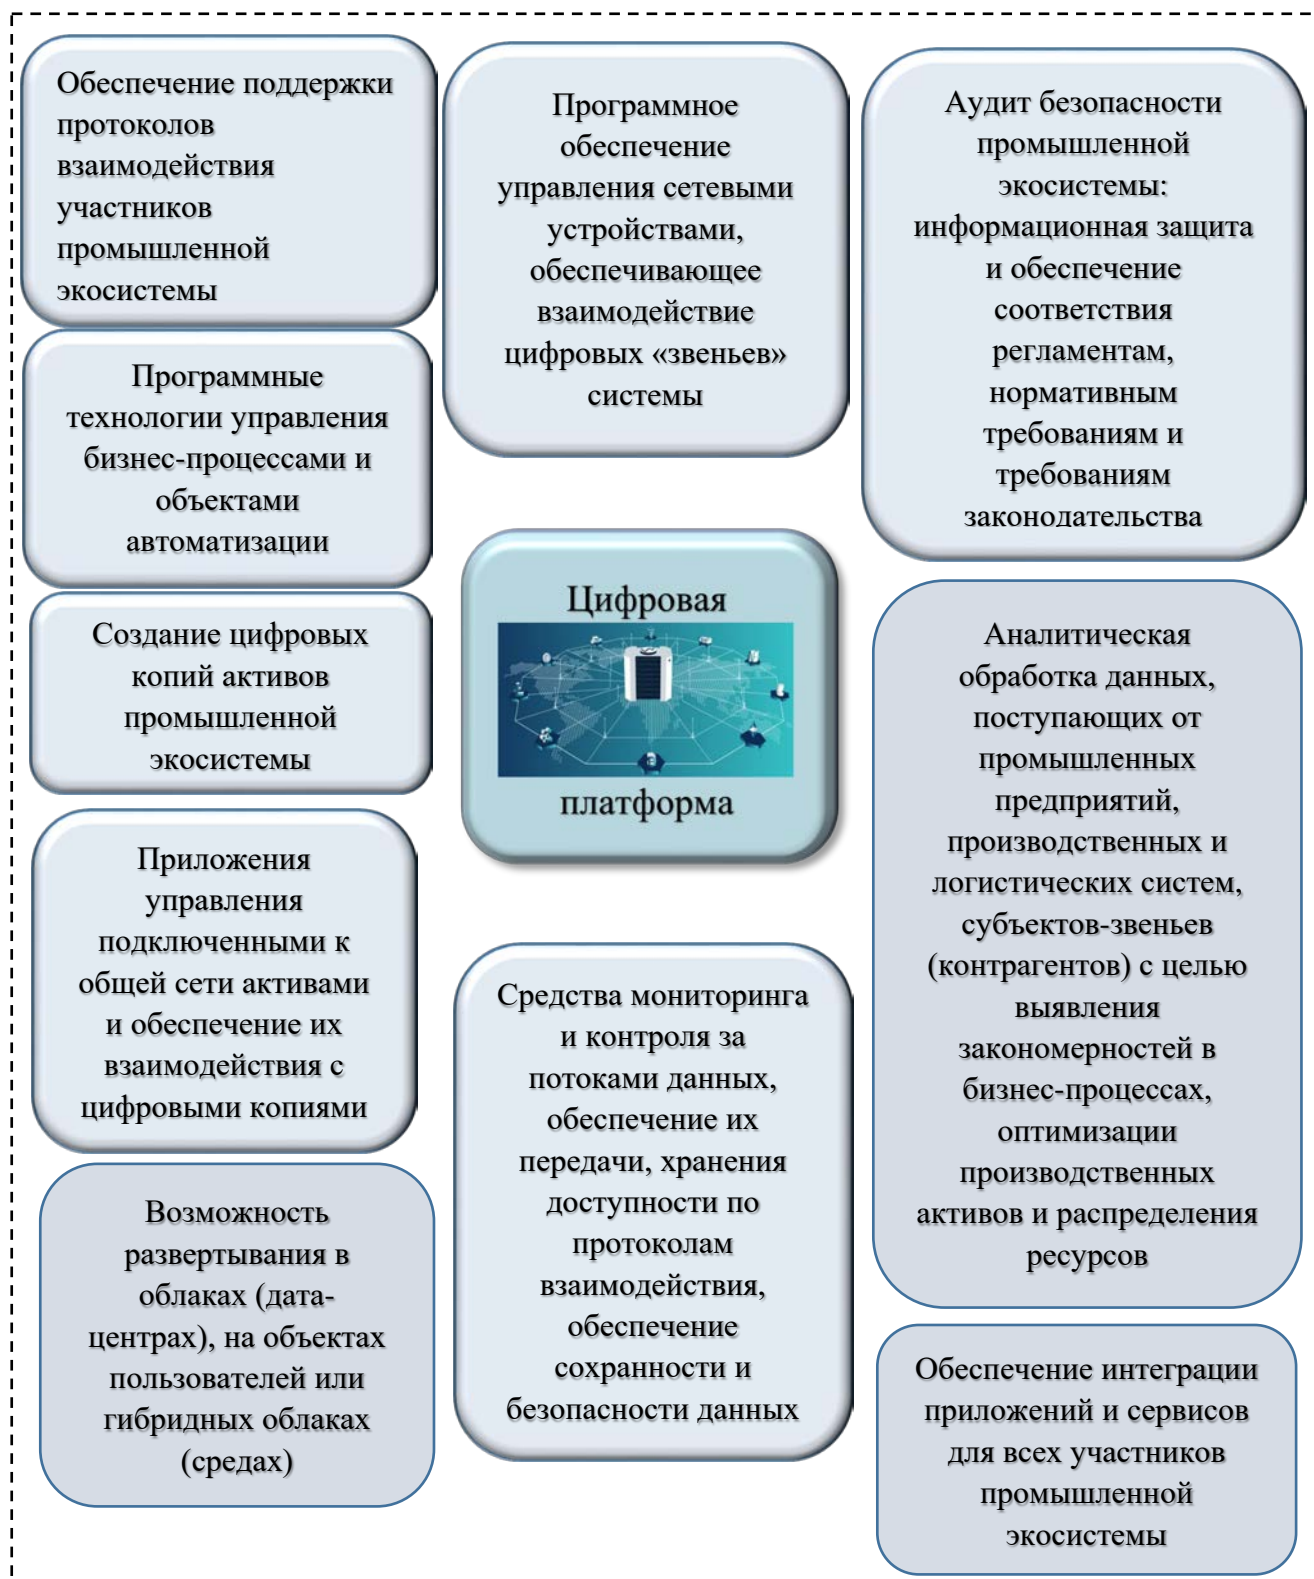 Обеспечение поддержки
протоколов
взаимодействия
участников
промышленной
экосистемы
Программные
технологии управления
бизнес-процессами и
объектами
автоматизации
Создание цифровых
копий активов
промышленной
экосистемы
Приложения
управления
подключенными к
общей сети активами
и обеспечение их
взаимодействия с
цифровыми копиями
Возможность
развертывания в
облаках (дата-
центрах), на объектах
пользователей или
гибридных облаках
(средах)
Программное
обеспечение
управления сетевыми
устройствами,
обеспечивающее
взаимодействие
цифровых «звеньев»
системы
Цифровая
платформа
Средства мониторинга
и контроля за
потоками данных,
обеспечение их
передачи, хранения
доступности по
протоколам
взаимодействия,
обеспечение
сохранности и
безопасности данных
Аудит безопасности
промышленной
экосистемы:
информационная защита
и обеспечение
соответствия
регламентам,
нормативным
требованиям и
требованиям
законодательства
Аналитическая
обработка данных,
поступающих от
промышленных
предприятий,
производственных и
логистических систем,
субъектов-звеньев
(контрагентов) с целью
выявления
закономерностей в
бизнес-процессах,
оптимизации
производственных
активов и распределения
ресурсов
Обеспечение интеграции
приложений и сервисов
для всех участников
промышленной
экосистемы